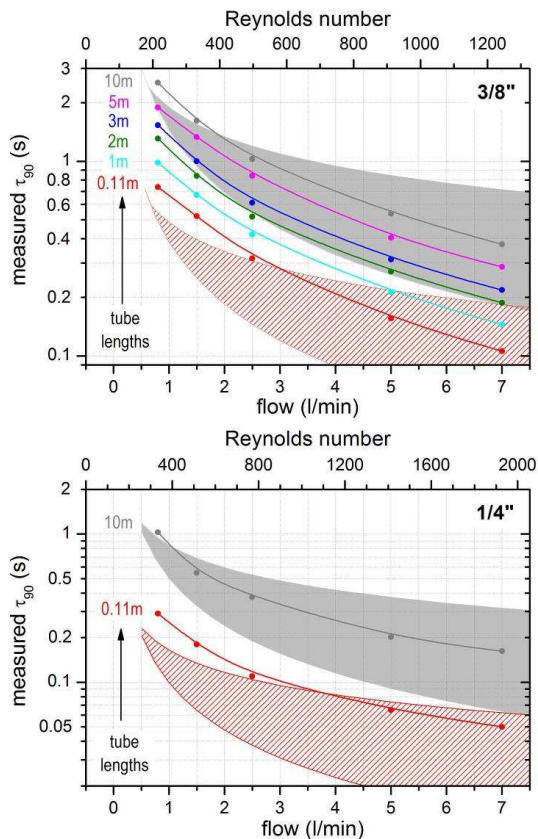 Reynolds number
0 200 400 600 800 1000 1200
3/8"
3
2
1
0.8
0.6
0.4
0.2
0.1
measured τ90 (s)
10m
5m
3m
2m
1m
0.11m
tube
lengths
0 1 2 3 4 5 6 7
flow (l/min)
Reynolds number
0 400 800 1200 1600 2000
1/4"
2
1
0.5
0.2
0.1
0.05
measured τ90 (s)
10m
0.11m
tube
lengths
0 1 2 3 4 5 6 7
flow (l/min)